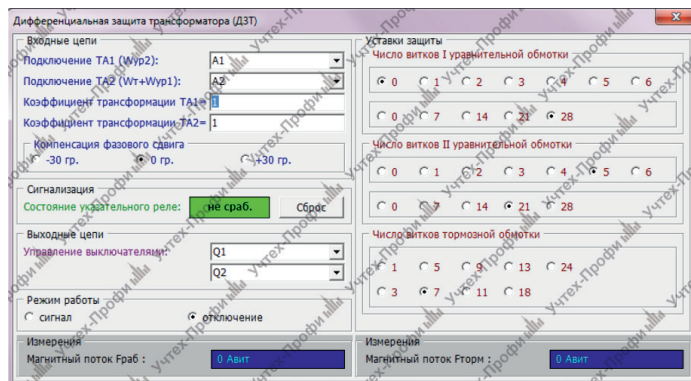 Дифференциальная защита трансформатора (ДЗТ)
Входные цепи
Подключение ТА1 (Wур2): A1
Подключение ТА2 (Wт+Wур1): A2
Коэффициент трансформации ТА1= 1
Коэффициент трансформации ТА2= 1
Компенсация фазового сдвига
-30 гр. 0 гр. +30 гр.
Сигнализация
Состояние указательного реле: не сраб. Сброс
Выходные цепи
Управление выключателями: Q1
Q2
Режим работы
сигнал отключение
Измерения
Магнитный поток Fраб : 0 Авит
Уставки защиты
Число витков I уравнительной обмотки
0 1 2 3 4 5 6
0 7 14 21 28
Число витков II уравнительной обмотки
0 1 2 3 4 5 6
0 7 14 21 28
Число витков тормозной обмотки
1 5 9 13 24
3 7 11 18
Измерения
Магнитный поток Fторм : 0 Авит
Учтех-Профи